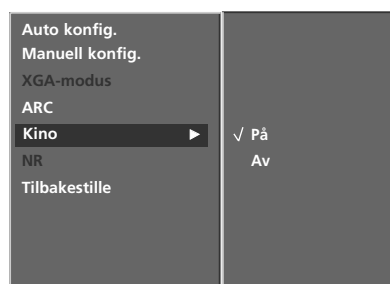 Auto konfig.
Manuell konfig.
XGA-modus
ARC
Kino ▶
NR
Tilbakestille
√ På
Av